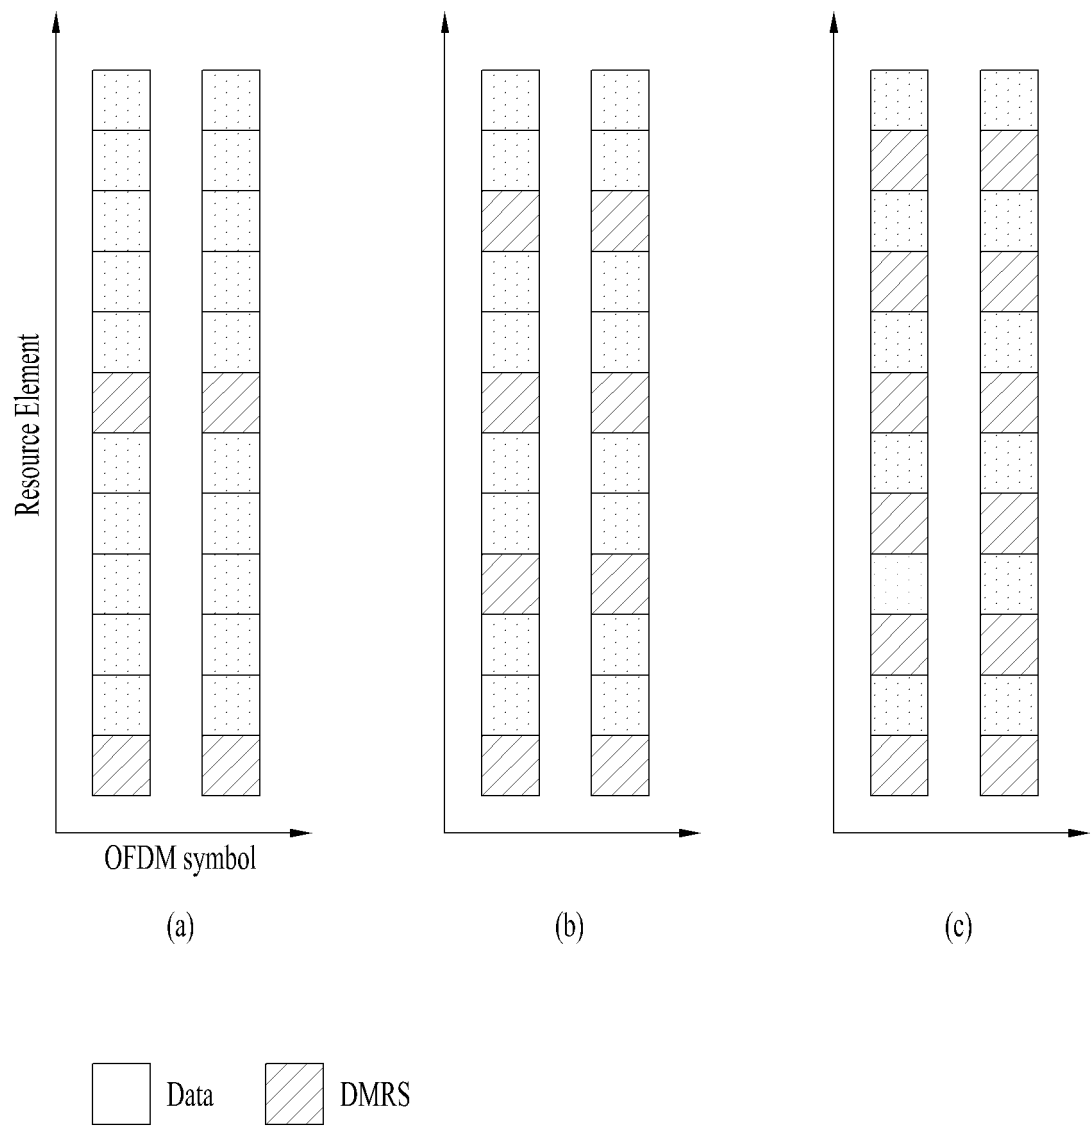 Resource Element
OFDM symbol
(a)
(b)
(c)
Data
DMRS